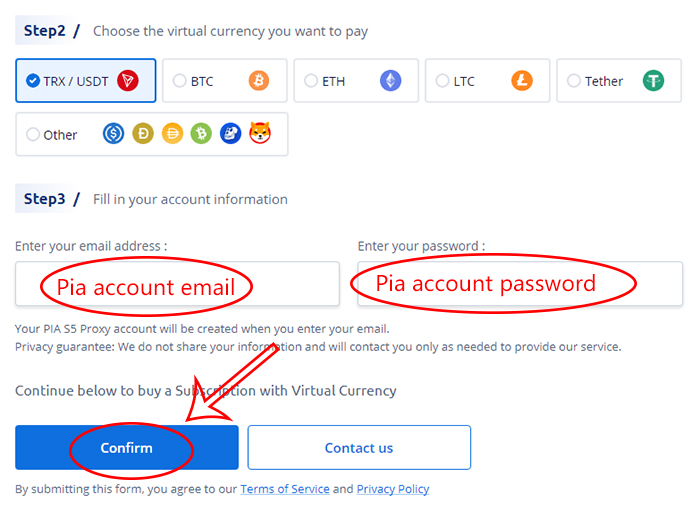 Step2 / Choose the virtual currency you want to pay
TRX / USDT BTC ETH LTC Tether
Other
Step3 / Fill in your account information
Enter your email address : Enter your password :
Pia account email Pia account password
Your PIA S5 Proxy account will be created when you enter your email.
Privacy guarantee: We do not share your information and will contact you only as needed to provide our service.
Continue below to buy a Subscription with Virtual Currency
Confirm Contact us
By submitting this form, you agree to our Terms of Service and Privacy Policy